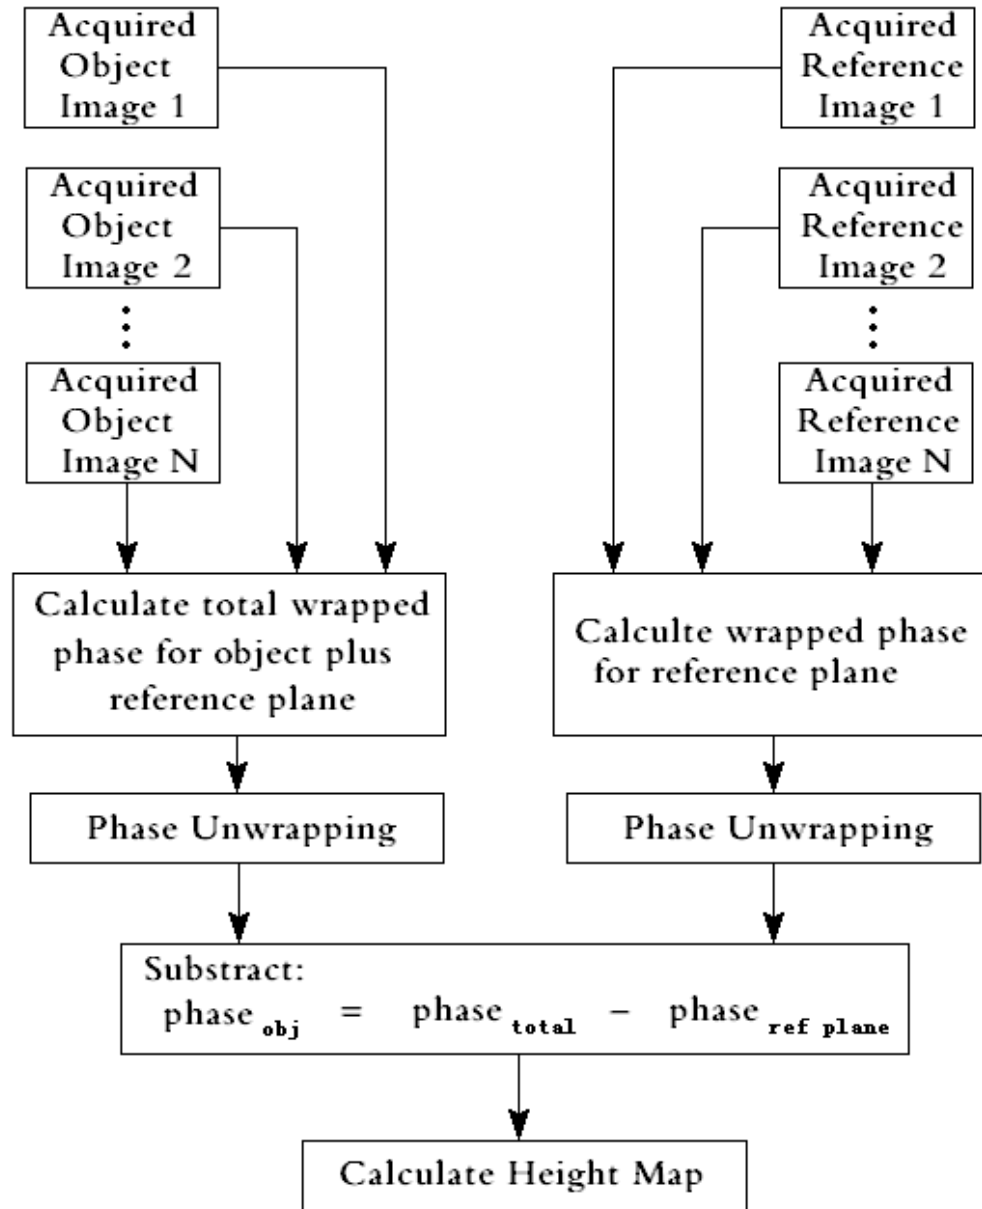 Acquired
Object
Image 1
Acquired
Reference
Image 1
Acquired
Object
Image 2
Acquired
Reference
Image 2
Acquired
Object
Image N
Acquired
Reference
Image N
Calculate total wrapped
phase for object plus
reference plane
Calculte wrapped phase
for reference plane
Phase Unwrapping
Phase Unwrapping
Substract:
phase obj = phase total - phase ref plane
Calculate Height Map